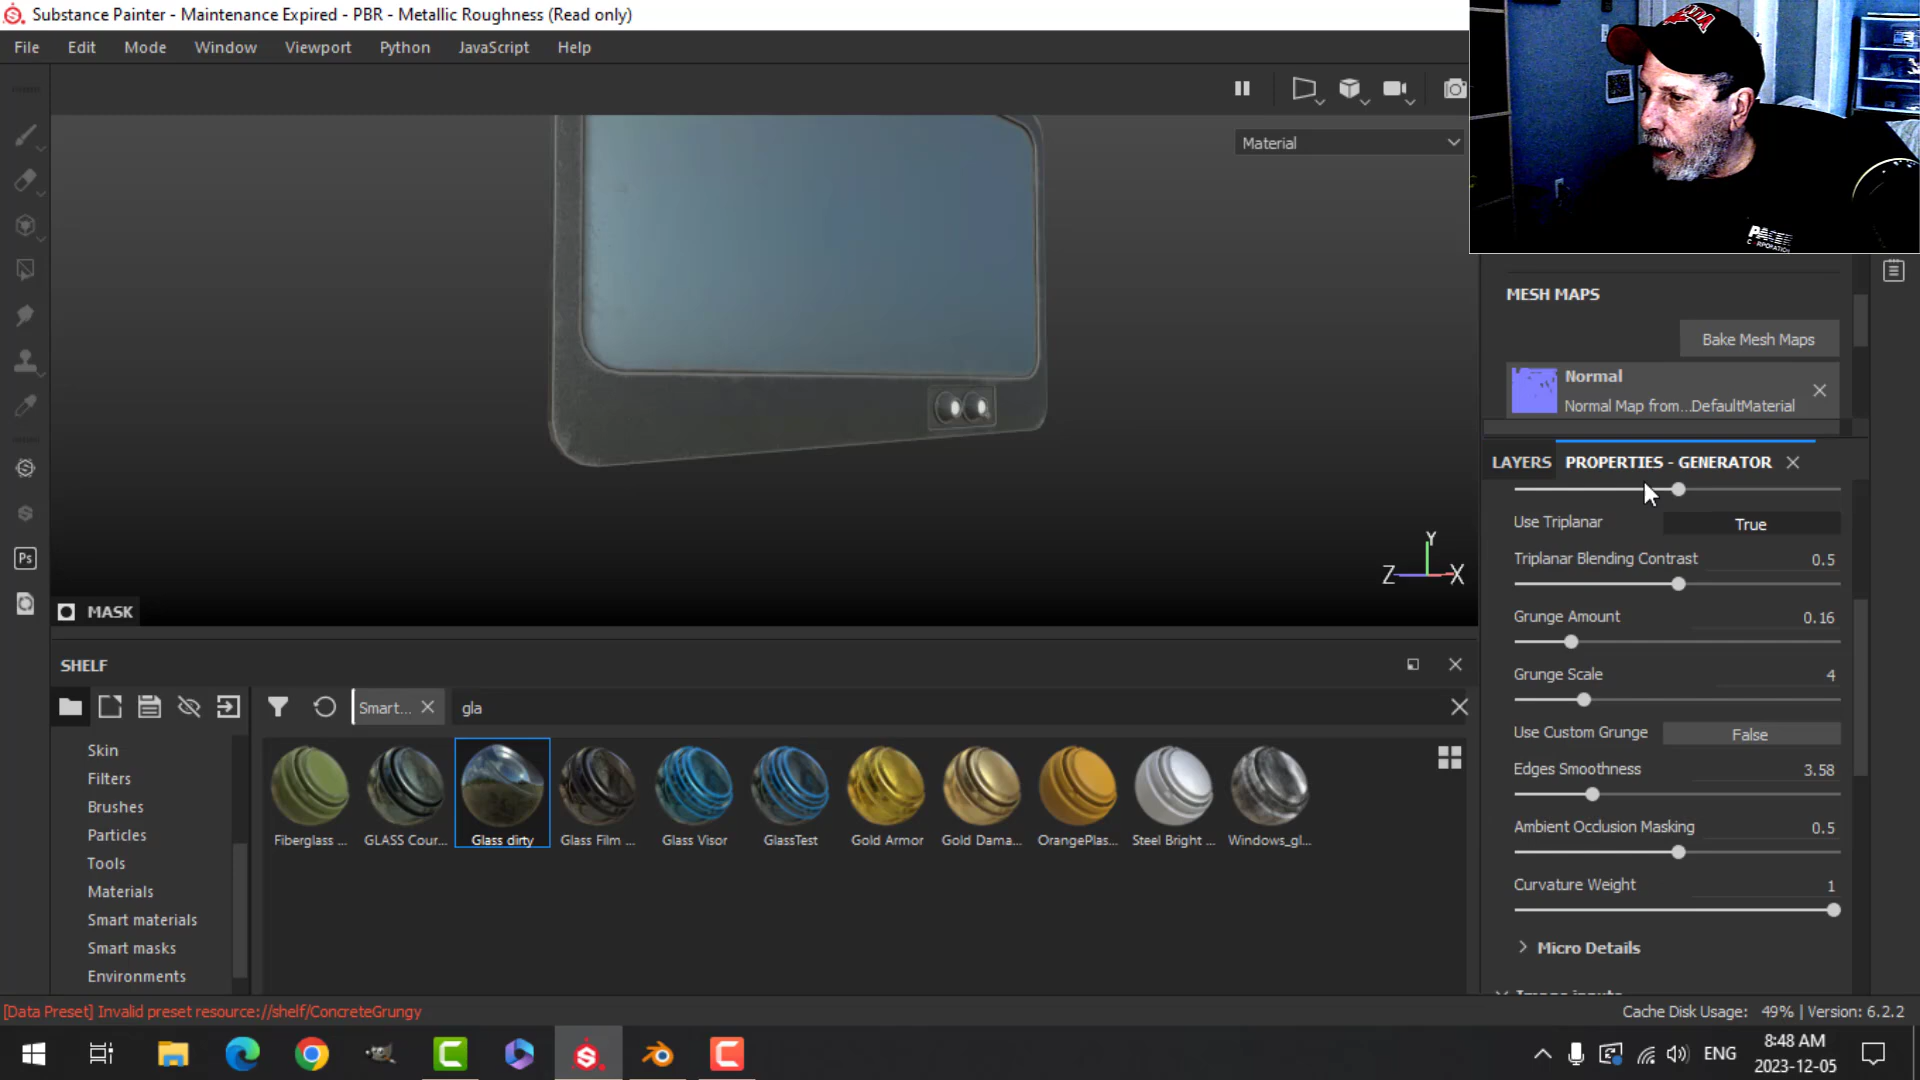 Substance Painter - Maintenance Expired - PBR - Metallic Roughness (Read only)
File Edit Mode Window Viewport Python JavaScript Help
Material
PACER
CORPORATION
MESH MAPS
Bake Mesh Maps
Normal
Normal Map from...DefaultMaterial
LAYERS PROPERTIES - GENERATOR
Use Triplanar True
Triplanar Blending Contrast 0.5
Grunge Amount 0.16
Grunge Scale 4
Use Custom Grunge False
Edges Smoothness 3.58
Ambient Occlusion Masking 0.5
Curvature Weight 1
Micro Details
Image inputs
Y
Z X
Ps
MASK
SHELF
Smart... gla
Skin
Filters
Brushes
Particles
Tools
Materials
Smart materials
Smart masks
Environments
Fiberglass ... GLASS Cour... Glass dirty Glass Film ... Glass Visor GlassTest Gold Armor Gold Dama... OrangePlas... Steel Bright ... Windows_gl...
[Data Preset] Invalid preset resource://shelf/ConcreteGrungy
Cache Disk Usage: 49% | Version: 6.2.2
ENG
8:48 AM
2023-12-05